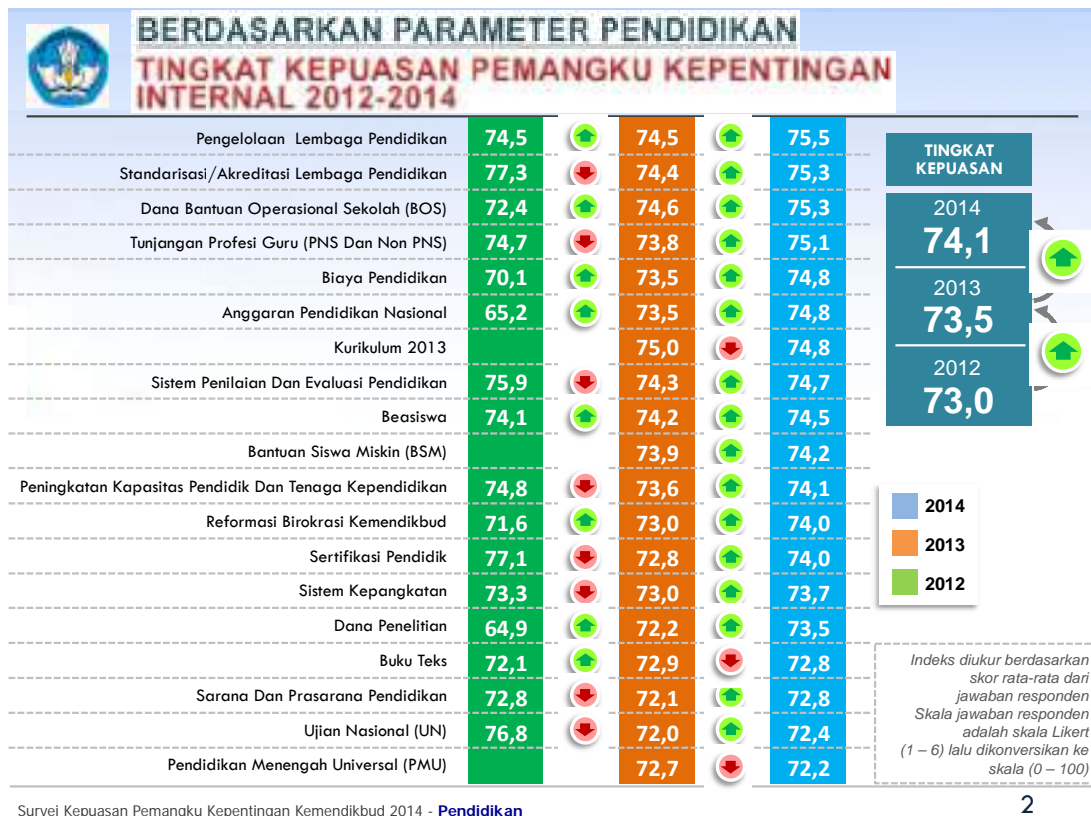 BERDASARKAN PARAMETER PENDIDIKAN
TINGKAT KEPUASAN PEMANGKU KEPENTINGAN
INTERNAL 2012-2014
Pengelolaan Lembaga Pendidikan 74,5 74,5 75,5
Standarisasi/Akreditasi Lembaga Pendidikan 77,3 74,4 75,3
Dana Bantuan Operasional Sekolah (BOS) 72,4 74,6 75,3
Tunjangan Profesi Guru (PNS Dan Non PNS) 74,7 73,8 75,1
Biaya Pendidikan 70,1 73,5 74,8
Anggaran Pendidikan Nasional 65,2 73,5 74,8
Kurikulum 2013 75,0 74,8
Sistem Penilaian Dan Evaluasi Pendidikan 75,9 74,3 74,7
Beasiswa 74,1 74,2 74,5
Bantuan Siswa Miskin (BSM) 73,9 74,2
Peningkatan Kapasitas Pendidik Dan Tenaga Kependidikan 74,8 73,6 74,1
Reformasi Birokrasi Kemendikbud 71,6 73,0 74,0
Sertifikasi Pendidik 77,1 72,8 74,0
Sistem Kepangkatan 73,3 73,0 73,7
Dana Penelitian 64,9 72,2 73,5
Buku Teks 72,1 72,9 72,8
Sarana Dan Prasarana Pendidikan 72,8 72,1 72,8
Ujian Nasional (UN) 76,8 72,0 72,4
Pendidikan Menengah Universal (PMU) 72,7 72,2
TINGKAT
KEPUASAN
2014
74,1
2013
73,5
2012
73,0
2014
2013
2012
Indeks diukur berdasarkan
skor rata-rata dari
jawaban responden
Skala jawaban responden
adalah skala Likert
(1 – 6) lalu dikonversikan ke
skala (0 – 100)
Survei Kepuasan Pemangku Kepentingan Kemendikbud 2014 - Pendidikan
2